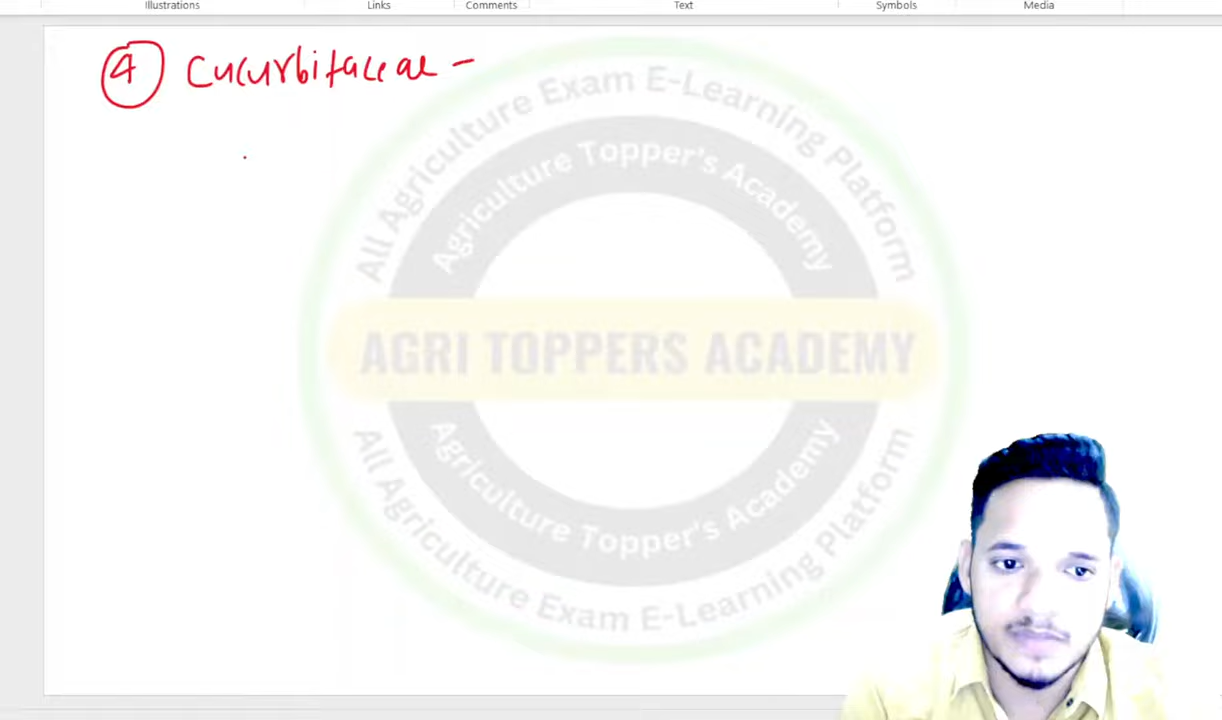 Illustrations Links Comments Text Symbols Media
4 Cucurbitaceae -
All Agriculture Exam E-Learning Platform
Agriculture Topper's Academy
AGRI TOPPERS ACADEMY
Agriculture Topper's Academy
All Agriculture Exam E-Learning Platform